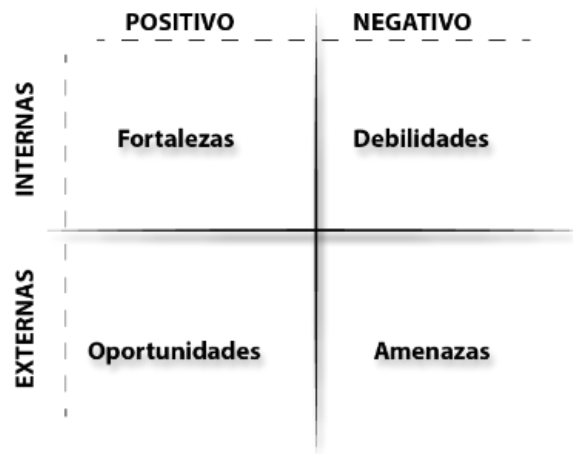 POSITIVO NEGATIVO
INTERNAS
Fortalezas Debilidades
EXTERNAS
Oportunidades Amenazas